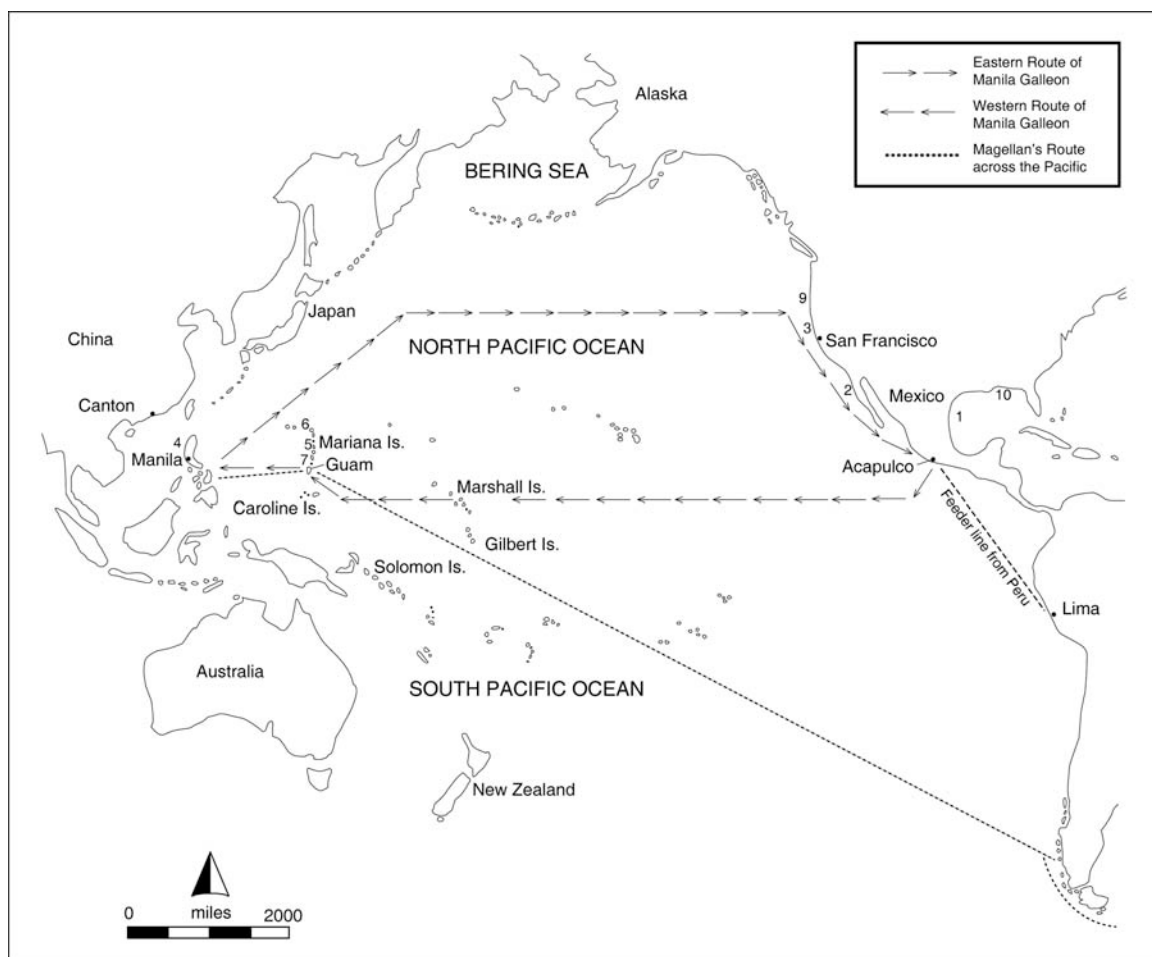 Eastern Route of
Manila Galleon
Western Route of
Manila Galleon
Magellan's Route
across the Pacific
Alaska
BERING SEA
Japan
9
China
3
San Francisco
NORTH PACIFIC OCEAN
Mexico
2
10
Canton
1
6
4
5
Mariana Is.
Manila
7
Guam
Acapulco
Marshall Is.
Caroline Is.
Gilbert Is.
Feeder line from Peru
Solomon Is.
Lima
Australia
SOUTH PACIFIC OCEAN
New Zealand
0 miles 2000